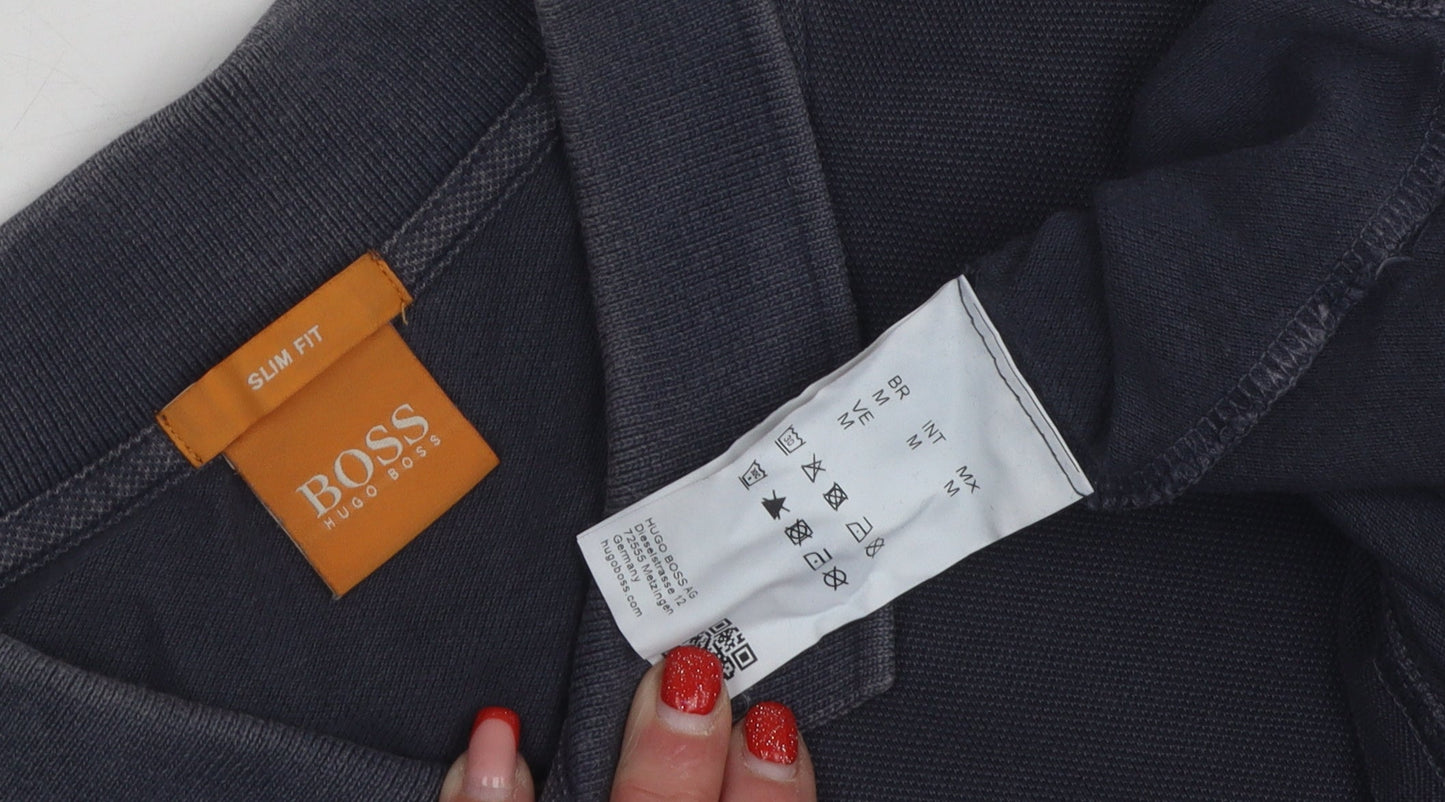 SLIM FIT
BOSS
HUGO BOSS
BR
M
VE
M
INT
M
MX
M
30
HUGO BOSS AG
Dieselstrasse 12
72555 Metzingen
Germany
hugoboss.com